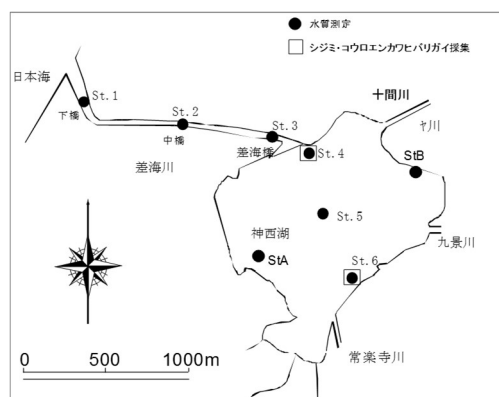 水質測定
シジミ・コウロエンカワヒバリガイ採集
日本海
十間川
St.1
下橋
St.2
中橋
St.3
差海橋
差海川
St.4
StB
St.5
九景川
神西湖
StA
St.6
常楽寺川
0 500 1000m